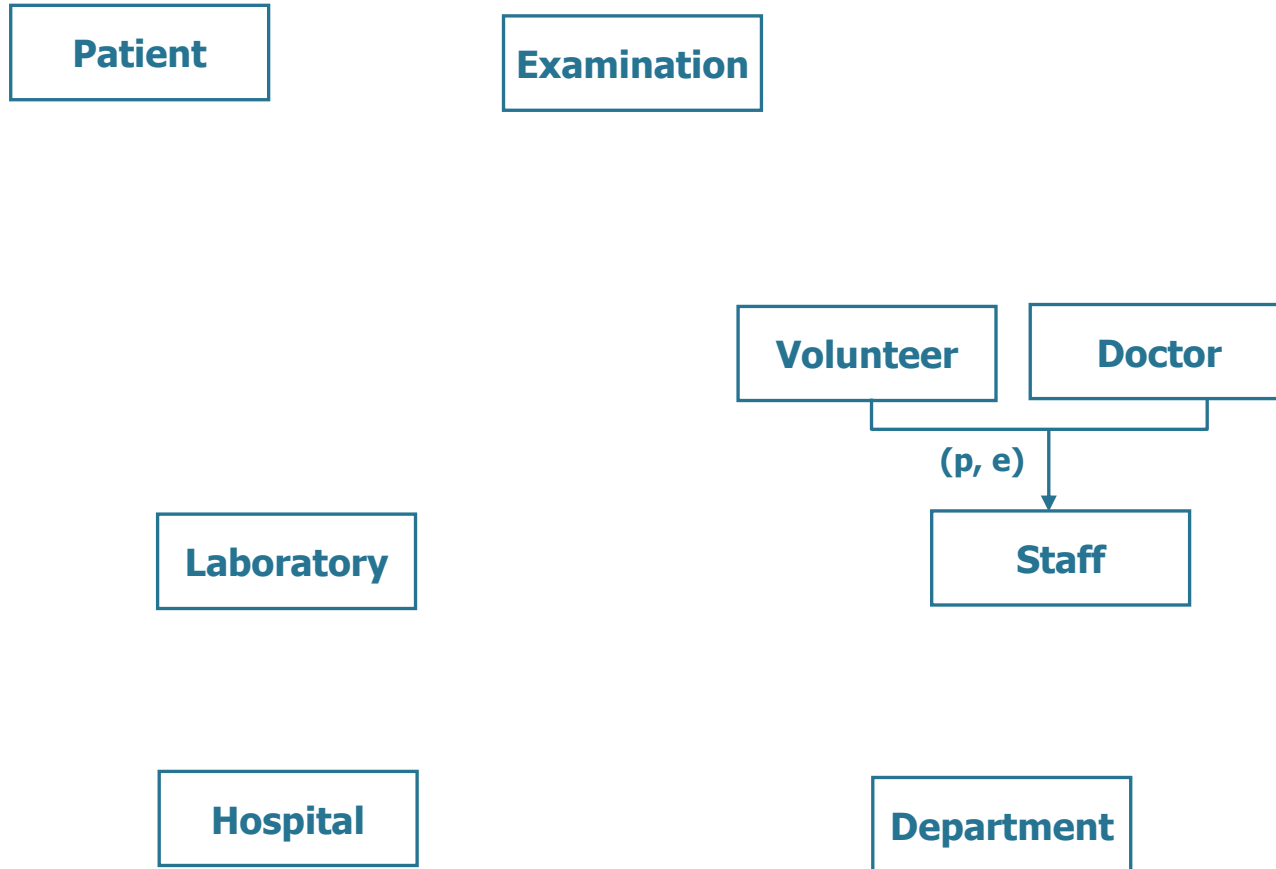 Patient
Examination
Volunteer
Doctor
(p, e)
Laboratory
Staff
Hospital
Department